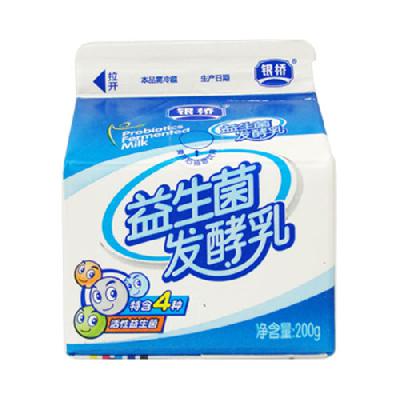 拉开
本品需冷藏
生产日期
银桥
银桥
Probiotic
Fermented
Milk
益生菌
发酵乳
益生菌
发酵乳
特含4种
活性益生菌
净含量:200g